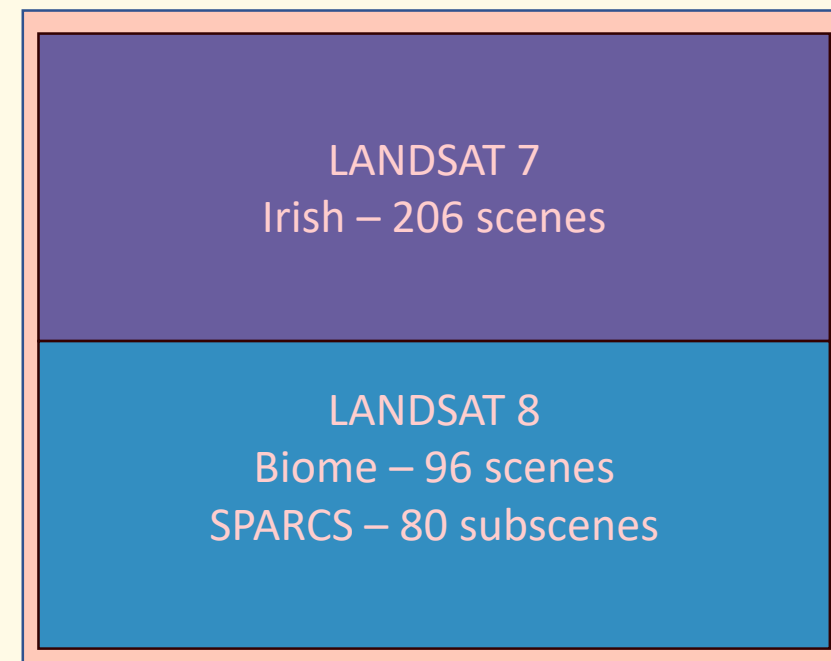 LANDSAT 7
Irish – 206 scenes
LANDSAT 8
Biome – 96 scenes
SPARCS – 80 subscenes